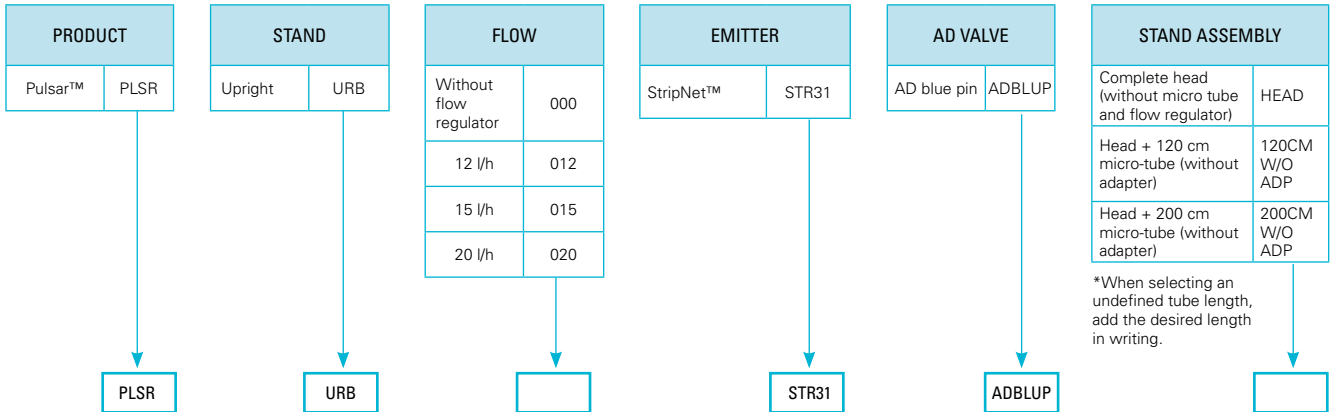 PRODUCT
Pulsar™ PLSR
PLSR
STAND
Upright URB
URB
FLOW
Without
flow
regulator
000
12 l/h 012
15 l/h 015
20 l/h 020
EMITTER
StripNet™ STR31
STR31
AD VALVE
AD blue pin ADBLUP
ADBLUP
STAND ASSEMBLY
Complete head
(without micro tube
and flow regulator)
HEAD
Head + 120 cm
micro-tube (without
adapter)
120CM
W/O
ADP
Head + 200 cm
micro-tube (without
adapter)
200CM
W/O
ADP
*When selecting an
undefined tube length,
add the desired length
in writing.